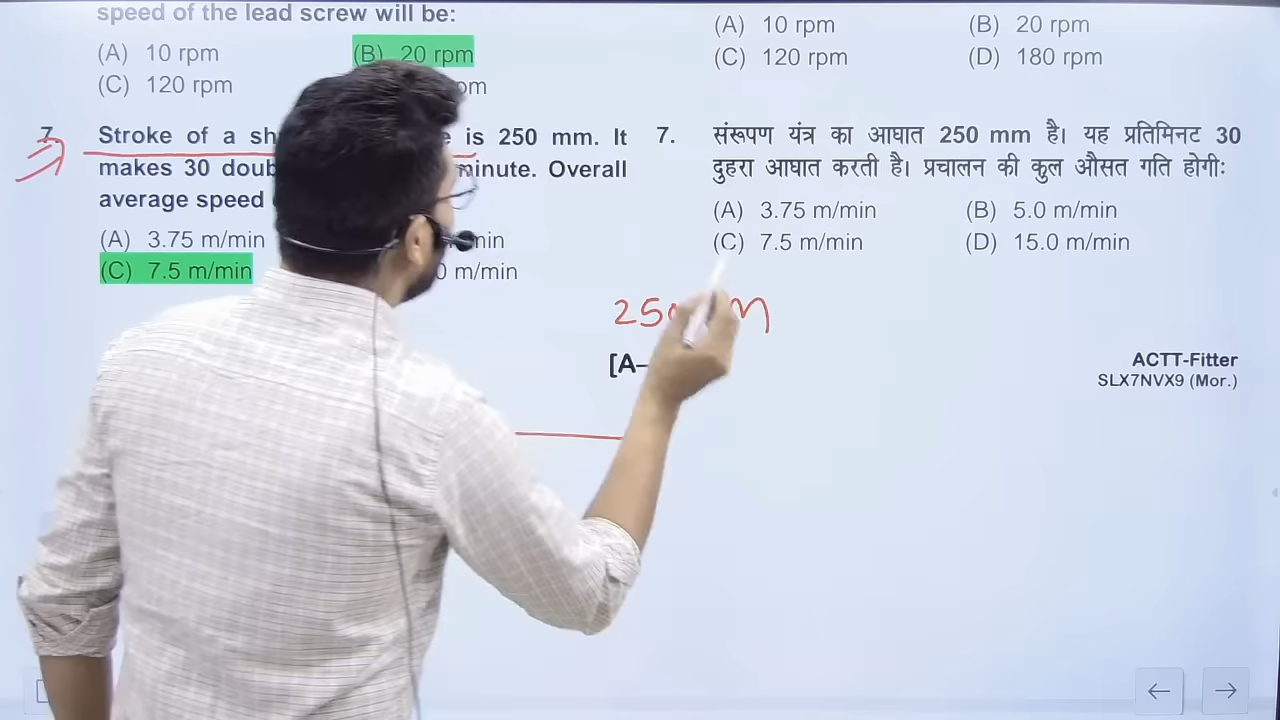 speed of the lead screw will be:
(A) 10 rpm
(B) 20 rpm
(C) 120 rpm
7. Stroke of a is 250 mm. It
makes 30 minute. Overall
average speed
(A) 3.75 m/min
(C) 7.5 m/min
m/min
(A) 10 rpm (B) 20 rpm
(C) 120 rpm (D) 180 rpm
7. संरूपण यंत्र का आघात 250 mm है। यह प्रतिमिनट 30
दुहरा आघात करती है। प्रचालन की कुल औसत गति होगीः
(A) 3.75 m/min (B) 5.0 m/min
(C) 7.5 m/min (D) 15.0 m/min
ACTT-Fitter
SLX7NVX9 (Mor.)